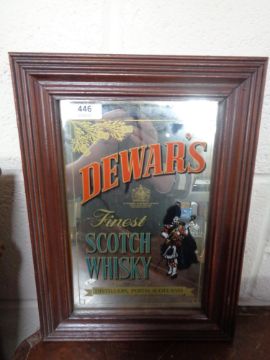 446
DEWAR'S
Finest
SCOTCH
WHISKY
DISTILLERS, PERTH, SCOTLAND